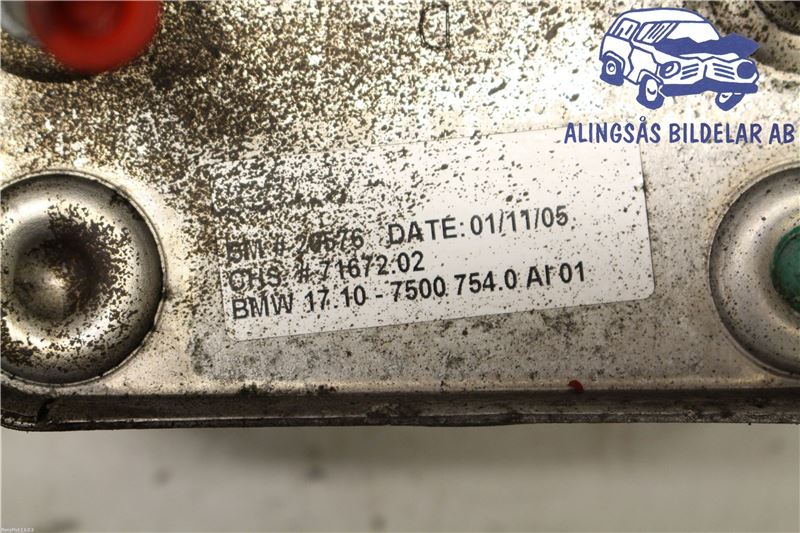 ALINGSÅS BILDELAR AB
BM # DATE: 01/11/05
CHS. # 71672.02
BMW 17.10 - 7500 754.0 AI 01